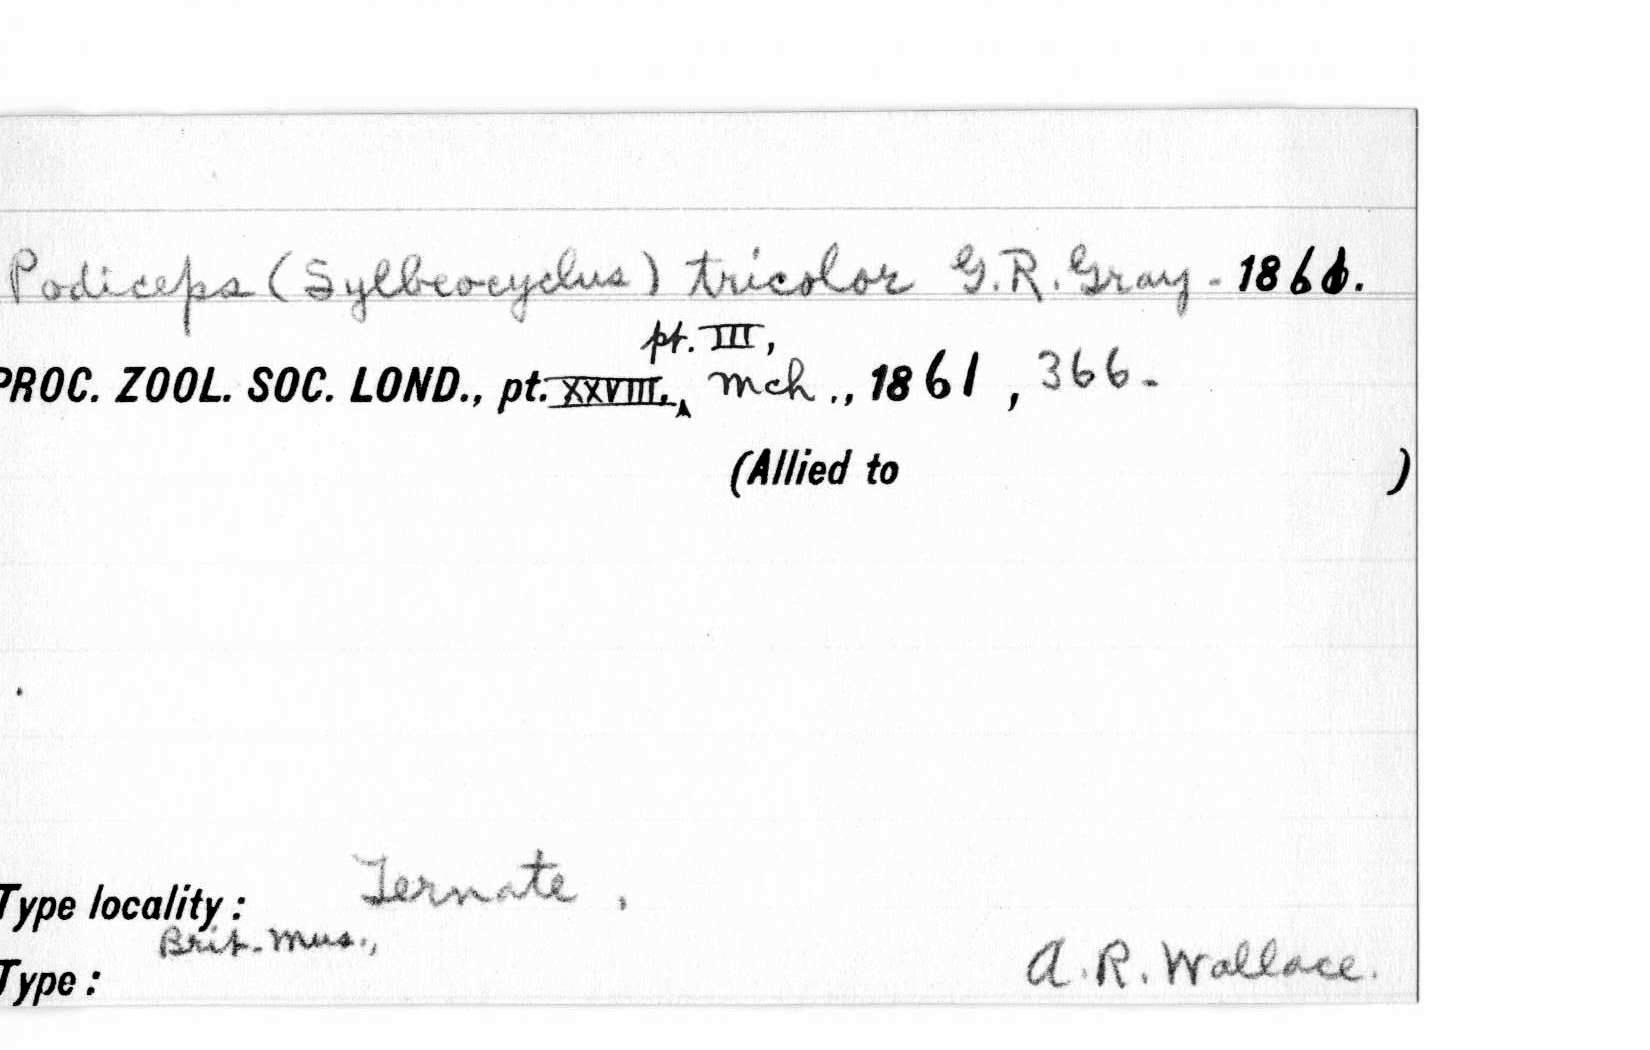 Podiceps (Sylbeocyclus) tricolor G.R. Gray - 1861.
pt. III,
PROC. ZOOL. SOC. LOND., pt. XXVIII, mch., 1861, 366-
(Allied to )
Type locality: Ternate.
Brit. Mus.,
Type: A.R. Wallace.